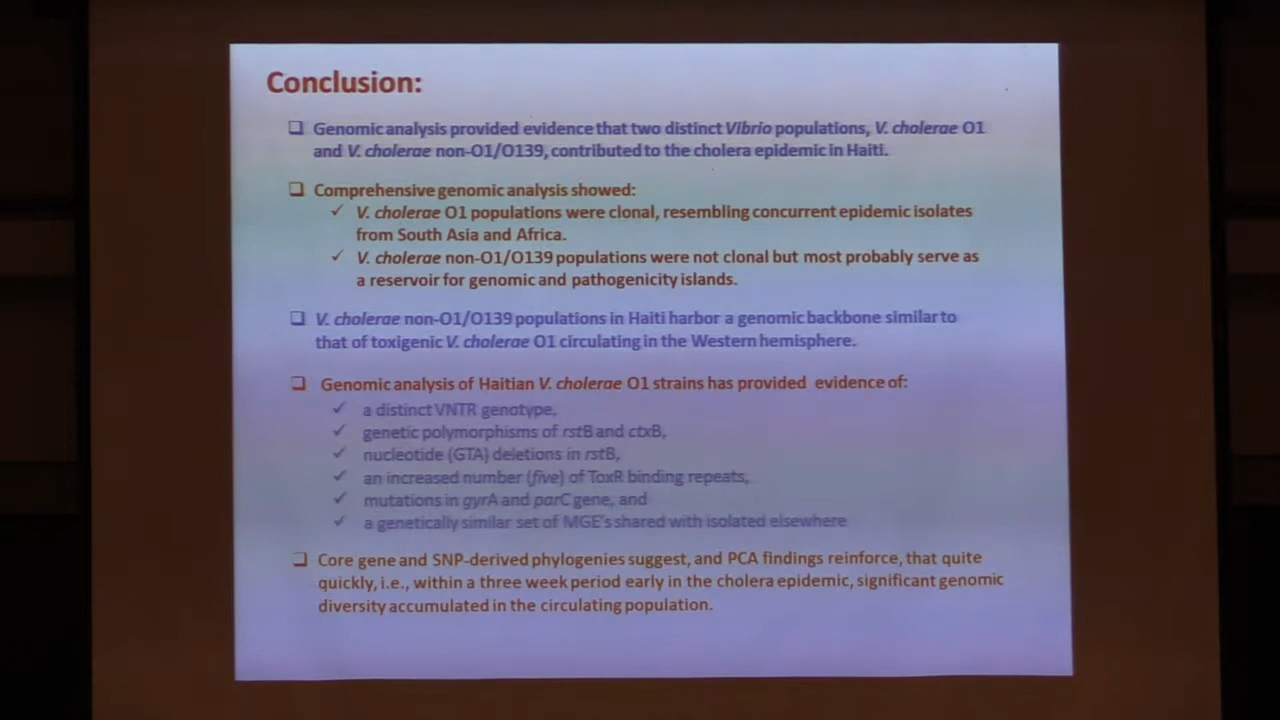 Conclusion:
❑ Genomic analysis provided evidence that two distinct Vibrio populations, V. cholerae O1
and V. cholerae non-O1/O139, contributed to the cholera epidemic in Haiti.
❑ Comprehensive genomic analysis showed:
✓ V. cholerae O1 populations were clonal, resembling concurrent epidemic isolates
from South Asia and Africa.
✓ V. cholerae non-O1/O139 populations were not clonal but most probably serve as
a reservoir for genomic and pathogenicity islands.
❑ V. cholerae non-O1/O139 populations in Haiti harbor a genomic backbone similar to
that of toxigenic V. cholerae O1 circulating in the Western hemisphere.
❑ Genomic analysis of Haitian V. cholerae O1 strains has provided evidence of:
✓ a distinct VNTR genotype,
✓ genetic polymorphisms of rstB and ctxB,
✓ nucleotide (GTA) deletions in rstB,
✓ an increased number (five) of ToxR binding repeats,
✓ mutations in gyrA and parC gene, and
✓ a genetically similar set of MGE's shared with isolated elsewhere
❑ Core gene and SNP-derived phylogenies suggest, and PCA findings reinforce, that quite
quickly, i.e., within a three week period early in the cholera epidemic, significant genomic
diversity accumulated in the circulating population.